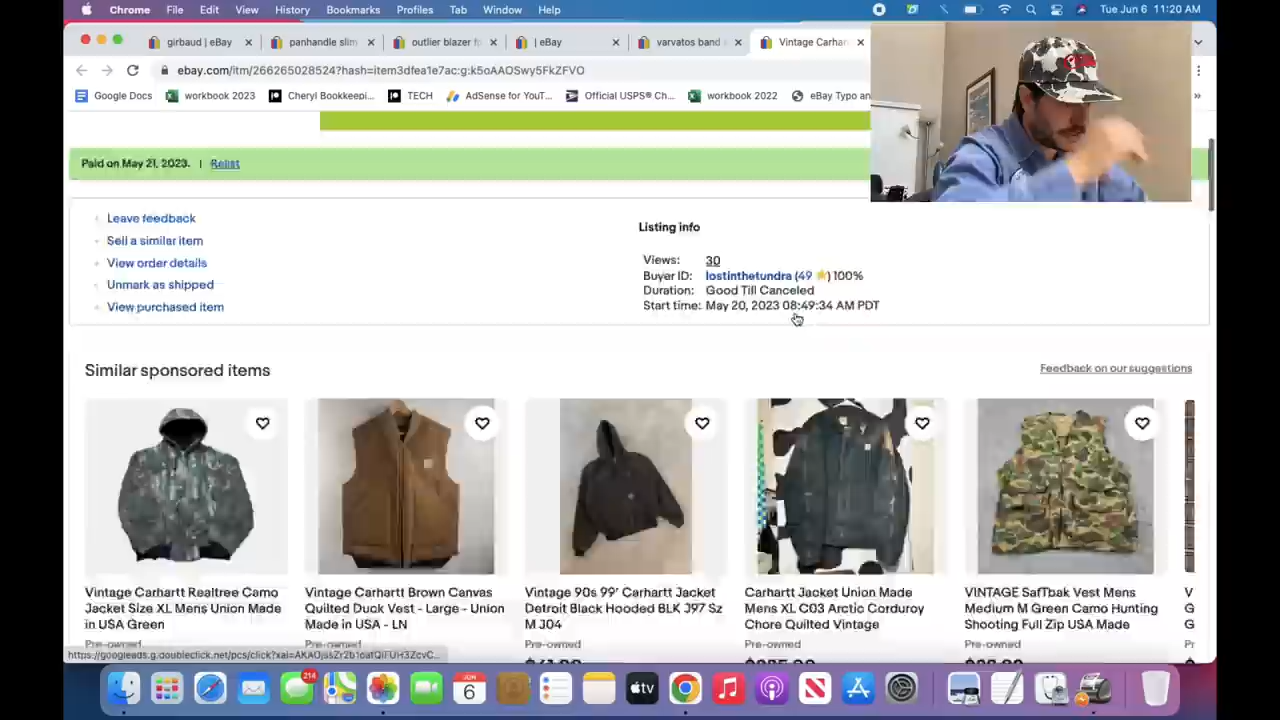 Chrome File Edit View History Bookmarks Profiles Tab Window Help Tue Jun 6 11:20 AM
girbaud | eBay panhandle slim outlier blazer fo | eBay varvatos band Vintage Carhar
ebay.com/itm/266265028524?hash=item3dfea1e7ac:g:k5oAAOSwy5FkZFVO
Google Docs workbook 2023 Cheryl Bookkeepi... TECH AdSense for YouT... Official USPS® Ch... workbook 2022 eBay Typo an
Paid on May 21, 2023. | Relist
Leave feedback
Sell a similar item
View order details
Unmark as shipped
View purchased item
Listing info
Views: 30
Buyer ID: lostinthetundra (49 ) 100%
Duration: Good Till Canceled
Start time: May 20, 2023 08:49:34 AM PDT
Similar sponsored items
Feedback on our suggestions
Vintage Carhartt Realtree Camo
Jacket Size XL Mens Union Made
in USA Green
Pre-owned
Vintage Carhartt Brown Canvas
Quilted Duck Vest - Large - Union
Made in USA - LN
Pre-owned
Vintage 90s 99' Carhartt Jacket
Detroit Black Hooded BLK J97 Sz
M J04
Pre-owned
Carhartt Jacket Union Made
Mens XL C03 Arctic Corduroy
Chore Quilted Vintage
Pre-owned
VINTAGE SafTbak Vest Mens
Medium M Green Camo Hunting
Shooting Full Zip USA Made
Pre-owned
V
G
G
Pr
214
JUN
6
tv